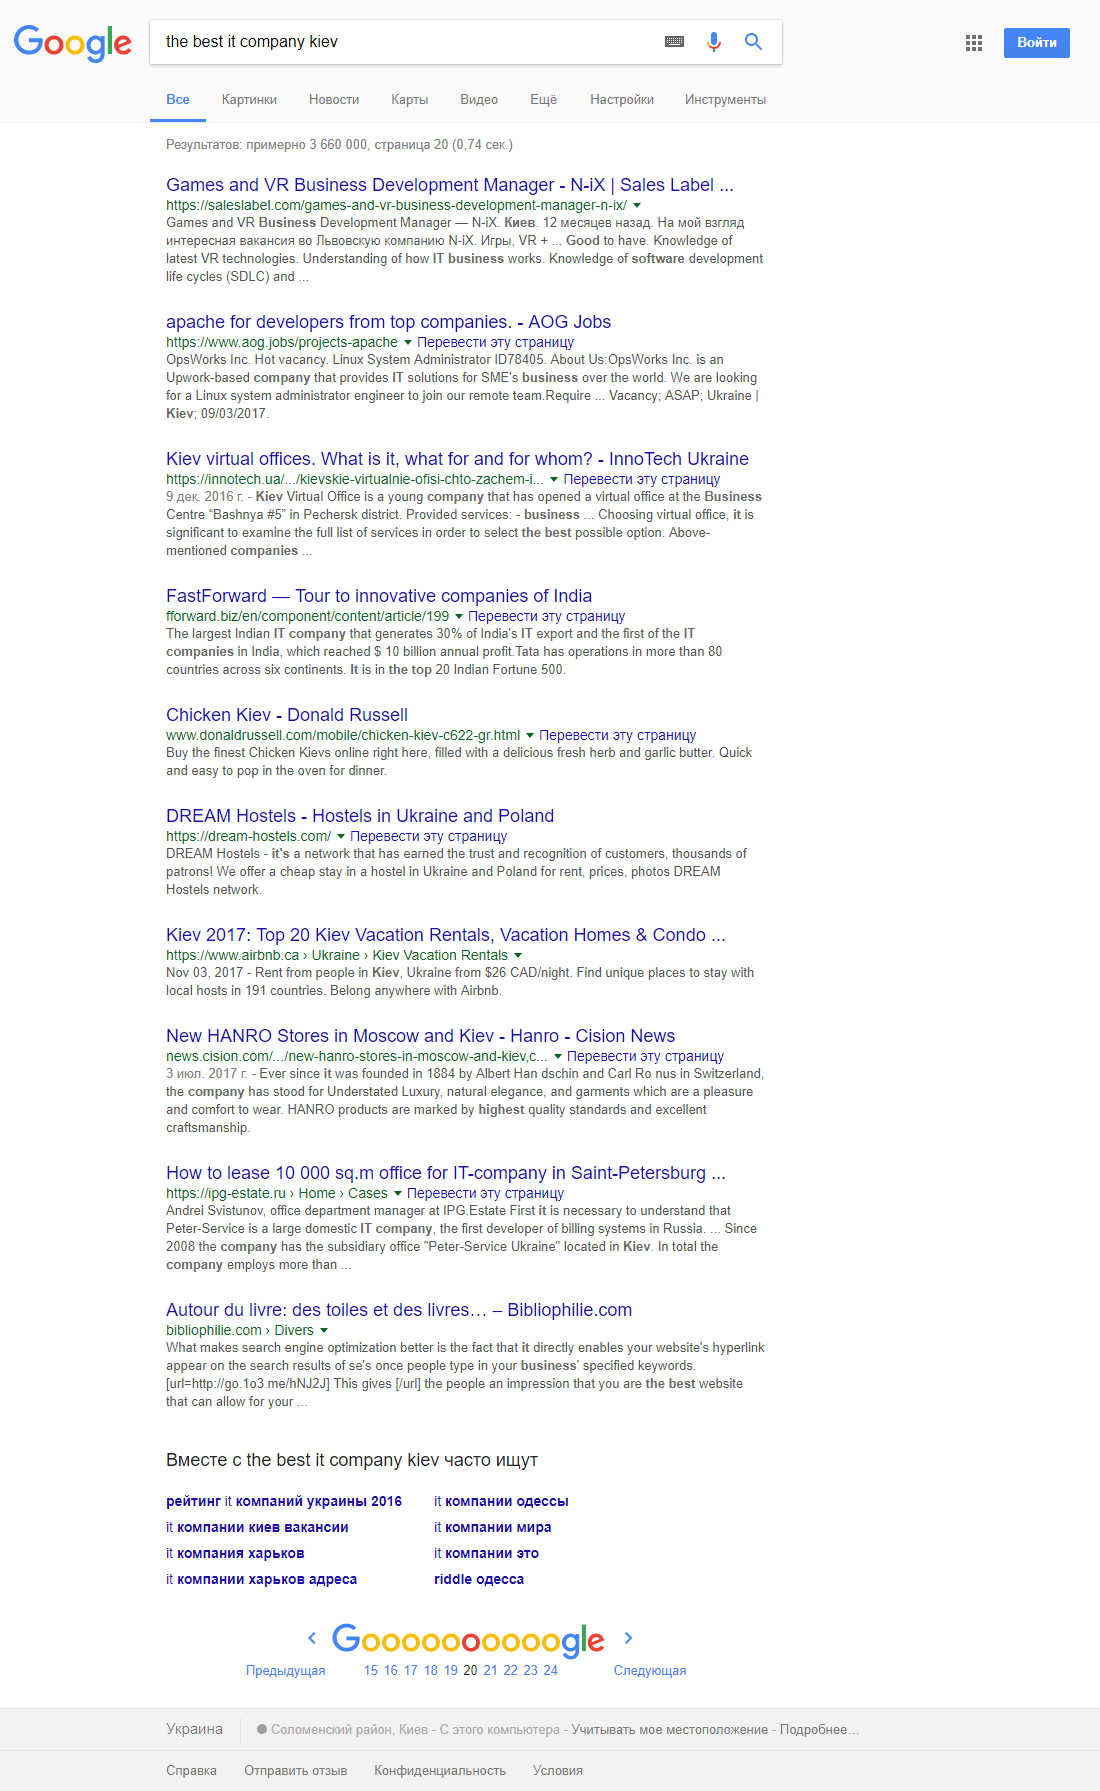 Google
the best it company kiev
Войти
Все Картинки Новости Карты Видео Ещё Настройки Инструменты
Результатов: примерно 3 660 000, страница 20 (0,74 сек.)
Games and VR Business Development Manager - N-iX | Sales Label ...
https://saleslabel.com/games-and-vr-business-development-manager-n-ix/
Games and VR Business Development Manager — N-iX. Киев. 12 месяцев назад. На мой взгляд
интересная вакансия во Львовскую компанию N-iX. Игры, VR + ... Good to have. Knowledge of
latest VR technologies. Understanding of how IT business works. Knowledge of software development
life cycles (SDLC) and ...
apache for developers from top companies. - AOG Jobs
https://www.aog.jobs/projects-apache Перевести эту страницу
OpsWorks Inc. Hot vacancy. Linux System Administrator ID78405. About Us:OpsWorks Inc. is an
Upwork-based company that provides IT solutions for SME's business over the world. We are looking
for a Linux system administrator engineer to join our remote team.Require ... Vacancy; ASAP; Ukraine |
Kiev; 09/03/2017.
Kiev virtual offices. What is it, what for and for whom? - InnoTech Ukraine
https://innotech.ua/.../kievskie-virtualnie-ofisi-chto-zachem-i... Перевести эту страницу
9 дек. 2016 г. - Kiev Virtual Office is a young company that has opened a virtual office at the Business
Centre “Bashnya #5” in Pechersk district. Provided services: - business ... Choosing virtual office, it is
significant to examine the full list of services in order to select the best possible option. Above-
mentioned companies ...
FastForward — Tour to innovative companies of India
fforward.biz/en/component/content/article/199 Перевести эту страницу
The largest Indian IT company that generates 30% of India's IT export and the first of the IT
companies in India, which reached $ 10 billion annual profit.Tata has operations in more than 80
countries across six continents. It is in the top 20 Indian Fortune 500.
Chicken Kiev - Donald Russell
www.donaldrussell.com/mobile/chicken-kiev-c622-gr.html Перевести эту страницу
Buy the finest Chicken Kievs online right here, filled with a delicious fresh herb and garlic butter. Quick
and easy to pop in the oven for dinner.
DREAM Hostels - Hostels in Ukraine and Poland
https://dream-hostels.com/ Перевести эту страницу
DREAM Hostels - it's a network that has earned the trust and recognition of customers, thousands of
patrons! We offer a cheap stay in a hostel in Ukraine and Poland for rent, prices, photos DREAM
Hostels network.
Kiev 2017: Top 20 Kiev Vacation Rentals, Vacation Homes & Condo ...
https://www.airbnb.ca › Ukraine › Kiev Vacation Rentals
Nov 03, 2017 - Rent from people in Kiev, Ukraine from $26 CAD/night. Find unique places to stay with
local hosts in 191 countries. Belong anywhere with Airbnb.
New HANRO Stores in Moscow and Kiev - Hanro - Cision News
news.cision.com/.../new-hanro-stores-in-moscow-and-kiev,c... Перевести эту страницу
3 июл. 2017 г. - Ever since it was founded in 1884 by Albert Han dschin and Carl Ro nus in Switzerland,
the company has stood for Understated Luxury, natural elegance, and garments which are a pleasure
and comfort to wear. HANRO products are marked by highest quality standards and excellent
craftsmanship.
How to lease 10 000 sq.m office for IT-company in Saint-Petersburg ...
https://ipg-estate.ru › Home › Cases Перевести эту страницу
Andrei Svistunov, office department manager at IPG.Estate First it is necessary to understand that
Peter-Service is a large domestic IT company, the first developer of billing systems in Russia. ... Since
2008 the company has the subsidiary office "Peter-Service Ukraine" located in Kiev. In total the
company employs more than ...
Autour du livre: des toiles et des livres… – Bibliophilie.com
bibliophilie.com › Divers
What makes search engine optimization better is the fact that it directly enables your website's hyperlink
appear on the search results of se's once people type in your business' specified keywords.
[url=http://go.1o3.me/hNJ2J] This gives [/url] the people an impression that you are the best website
that can allow for your ...
Вместе с the best it company kiev часто ищут
рейтинг it компаний украины 2016 it компании одессы
it компании киев вакансии it компании мира
it компания харьков it компании это
it компании харьков адреса riddle одесса
Goooooooooogle
Предыдущая 15 16 17 18 19 20 21 22 23 24 Следующая
Украина Соломенский район, Киев - С этого компьютера - Учитывать мое местоположение - Подробнее…
Справка Отправить отзыв Конфиденциальность Условия